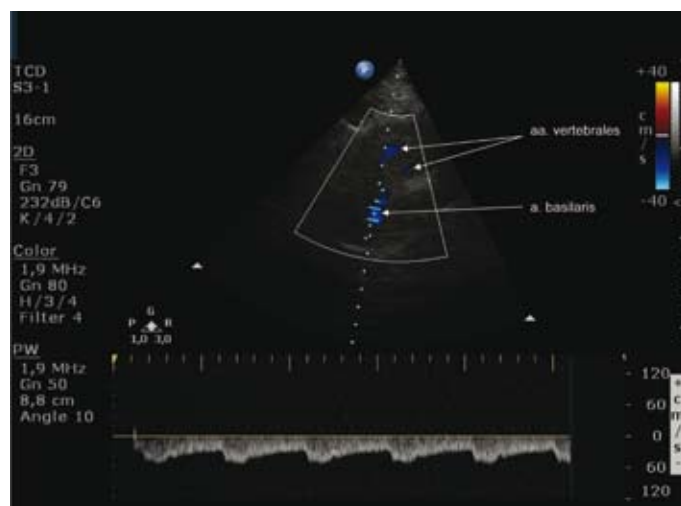 TCD
S3-1
16cm
2D
F3
Gn 79
232dB/C6
K/4/2
Color
1,9 MHz
Gn 80
H/3/4
Filter 4
PW
1,9 MHz
Gn 50
8,8 cm
Angle 10
G
P R
1,0 3,0
aa. vertebrales
a. basilaris
+40
c
m
/
s
-40
120
60
0
60
120
c
m
/
s